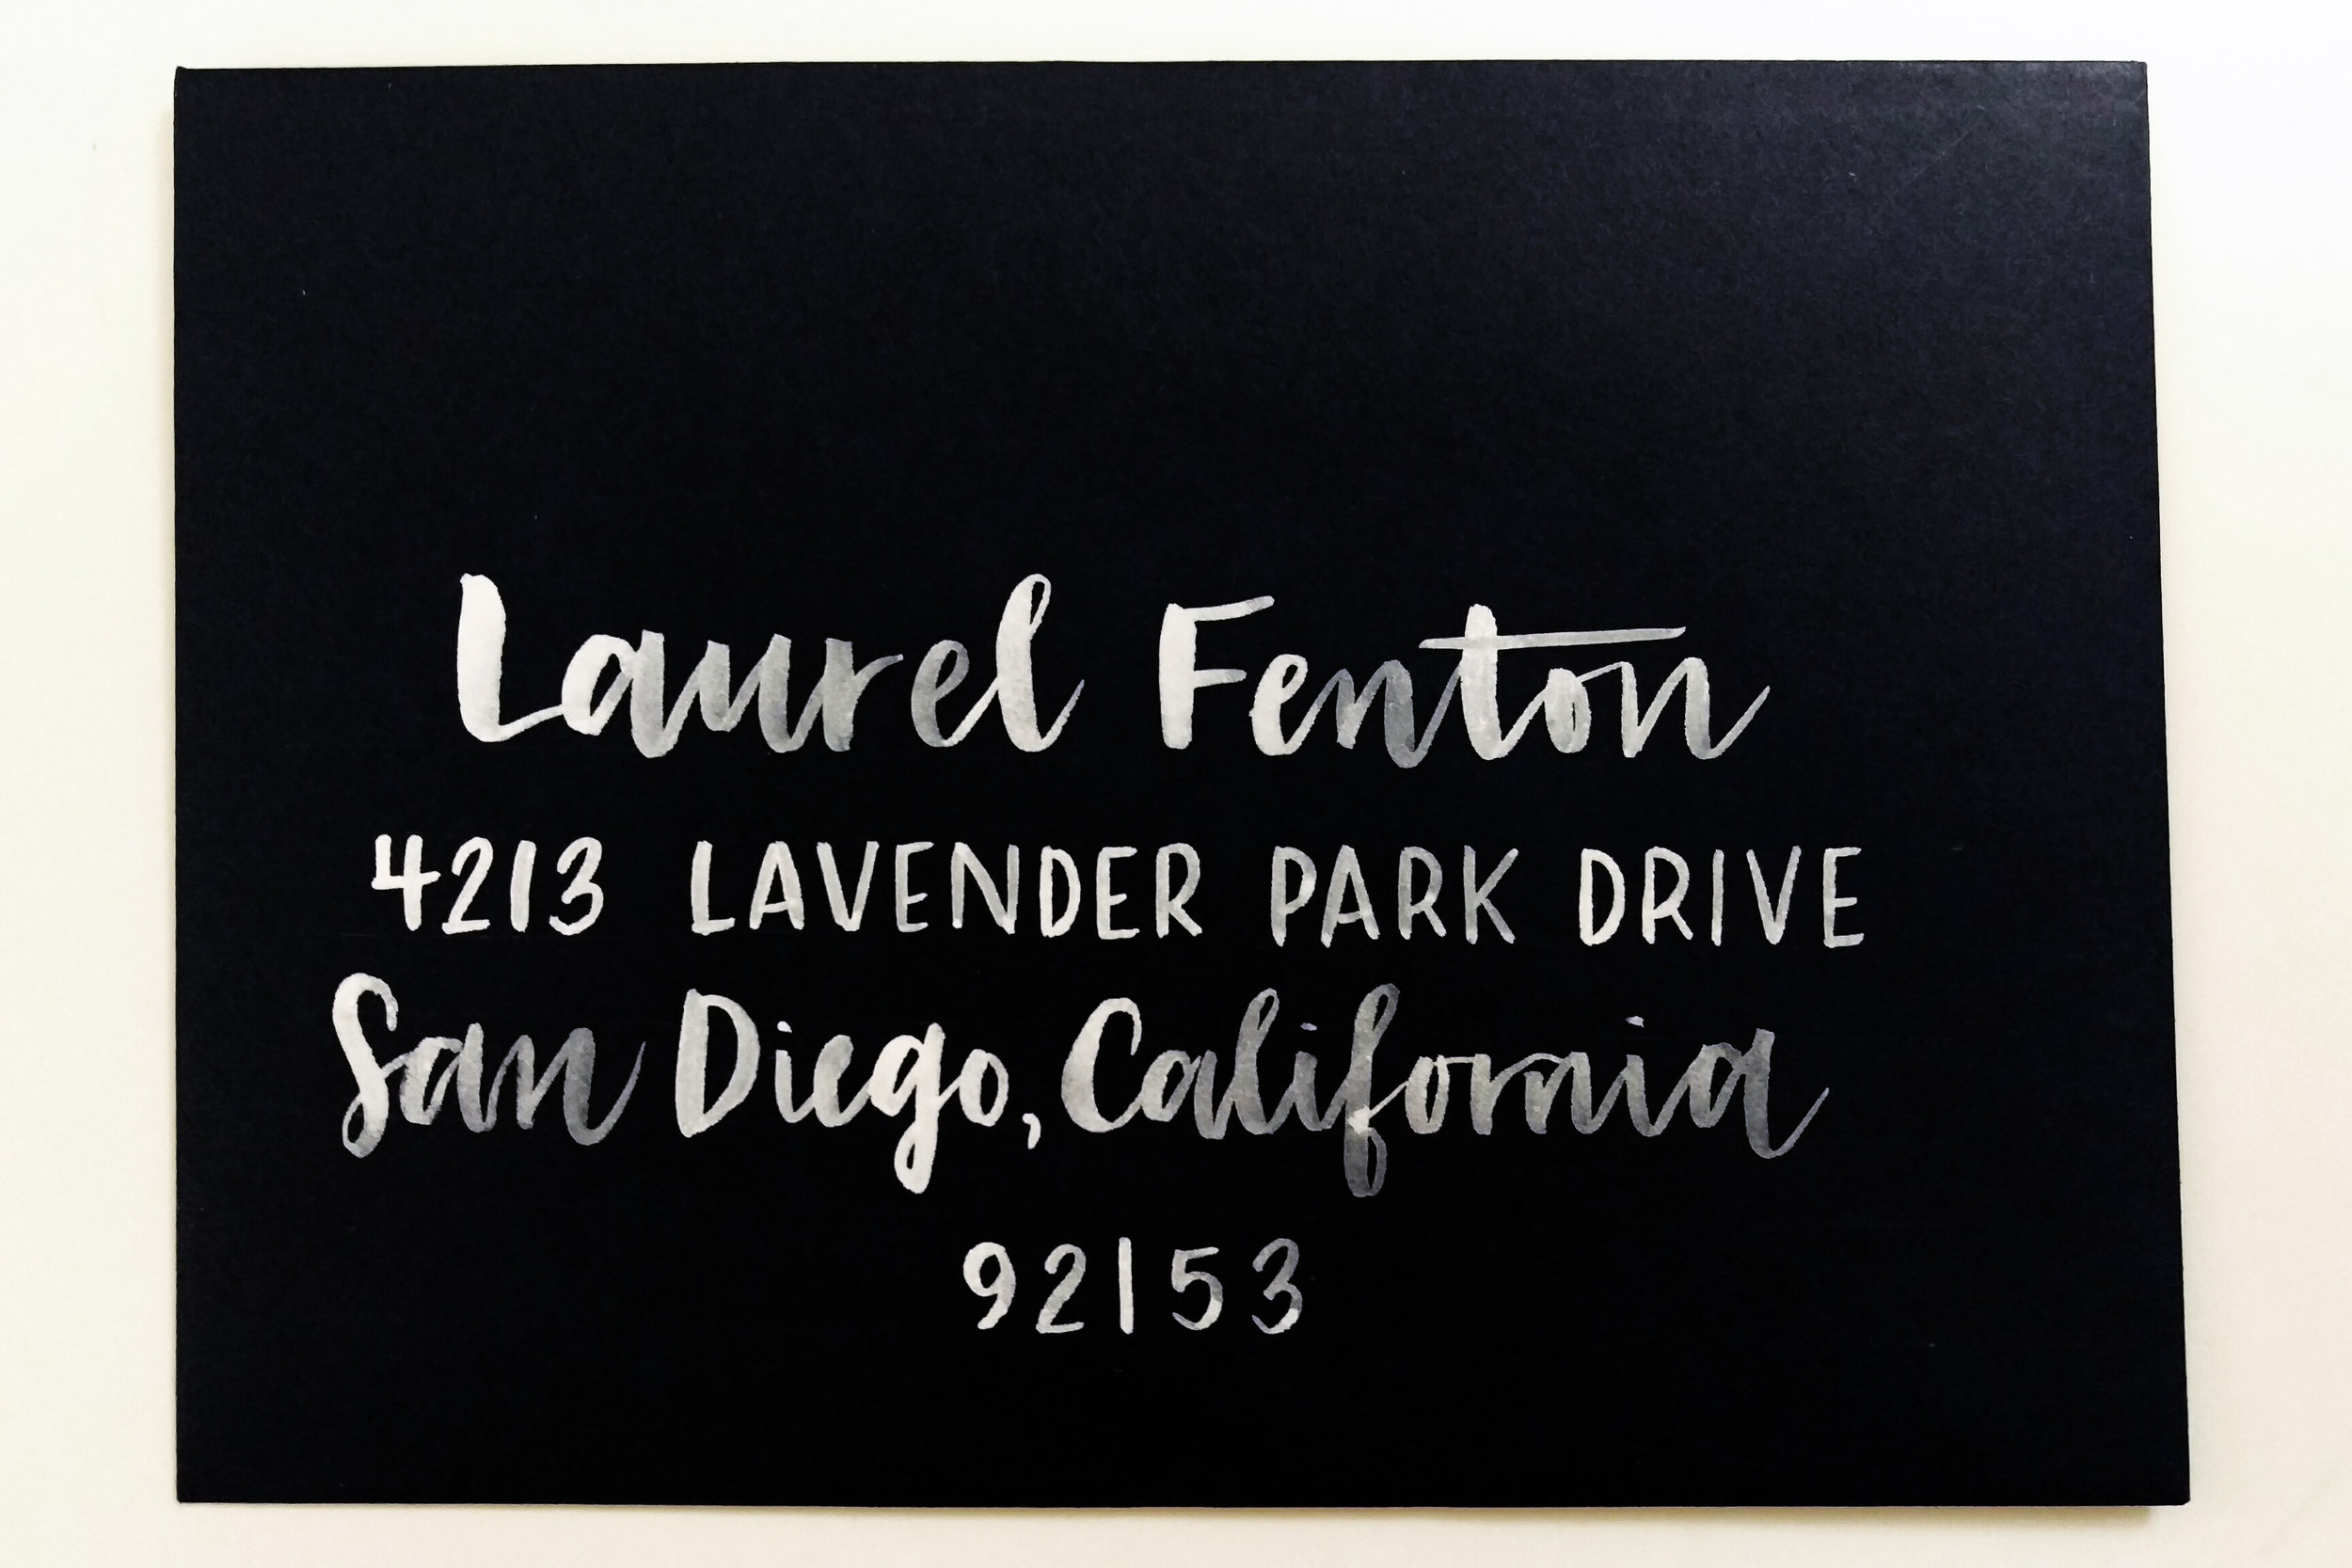 Laurel Fenton
4213 LAVENDER PARK DRIVE
San Diego, California
92153